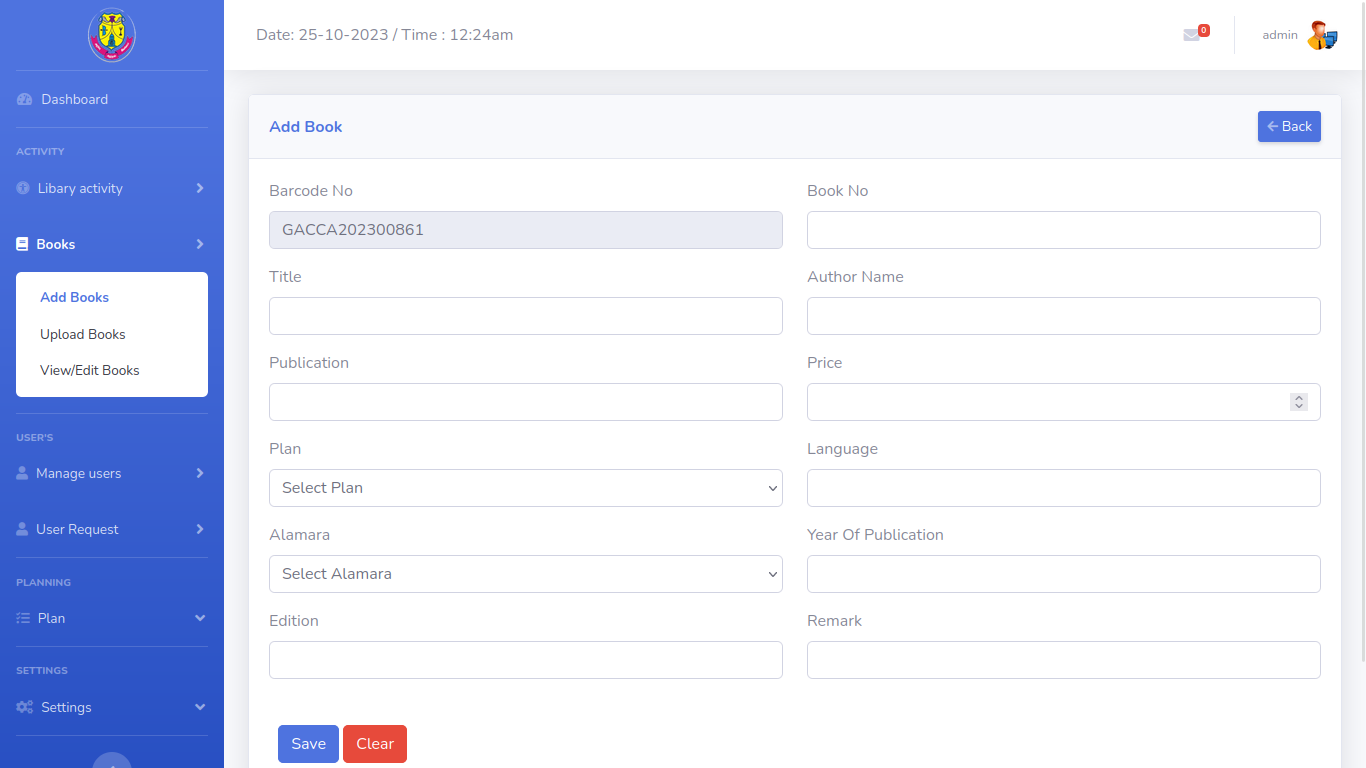 Date: 25-10-2023 / Time : 12:24am
0
admin
Dashboard
ACTIVITY
Libary activity
Books
Add Books
Upload Books
View/Edit Books
USER'S
Manage users
User Request
PLANNING
Plan
SETTINGS
Settings
Add Book
Back
Barcode No
GACCA202300861
Book No
Title
Author Name
Publication
Price
Plan
Select Plan
Language
Alamara
Select Alamara
Year Of Publication
Edition
Remark
Save
Clear